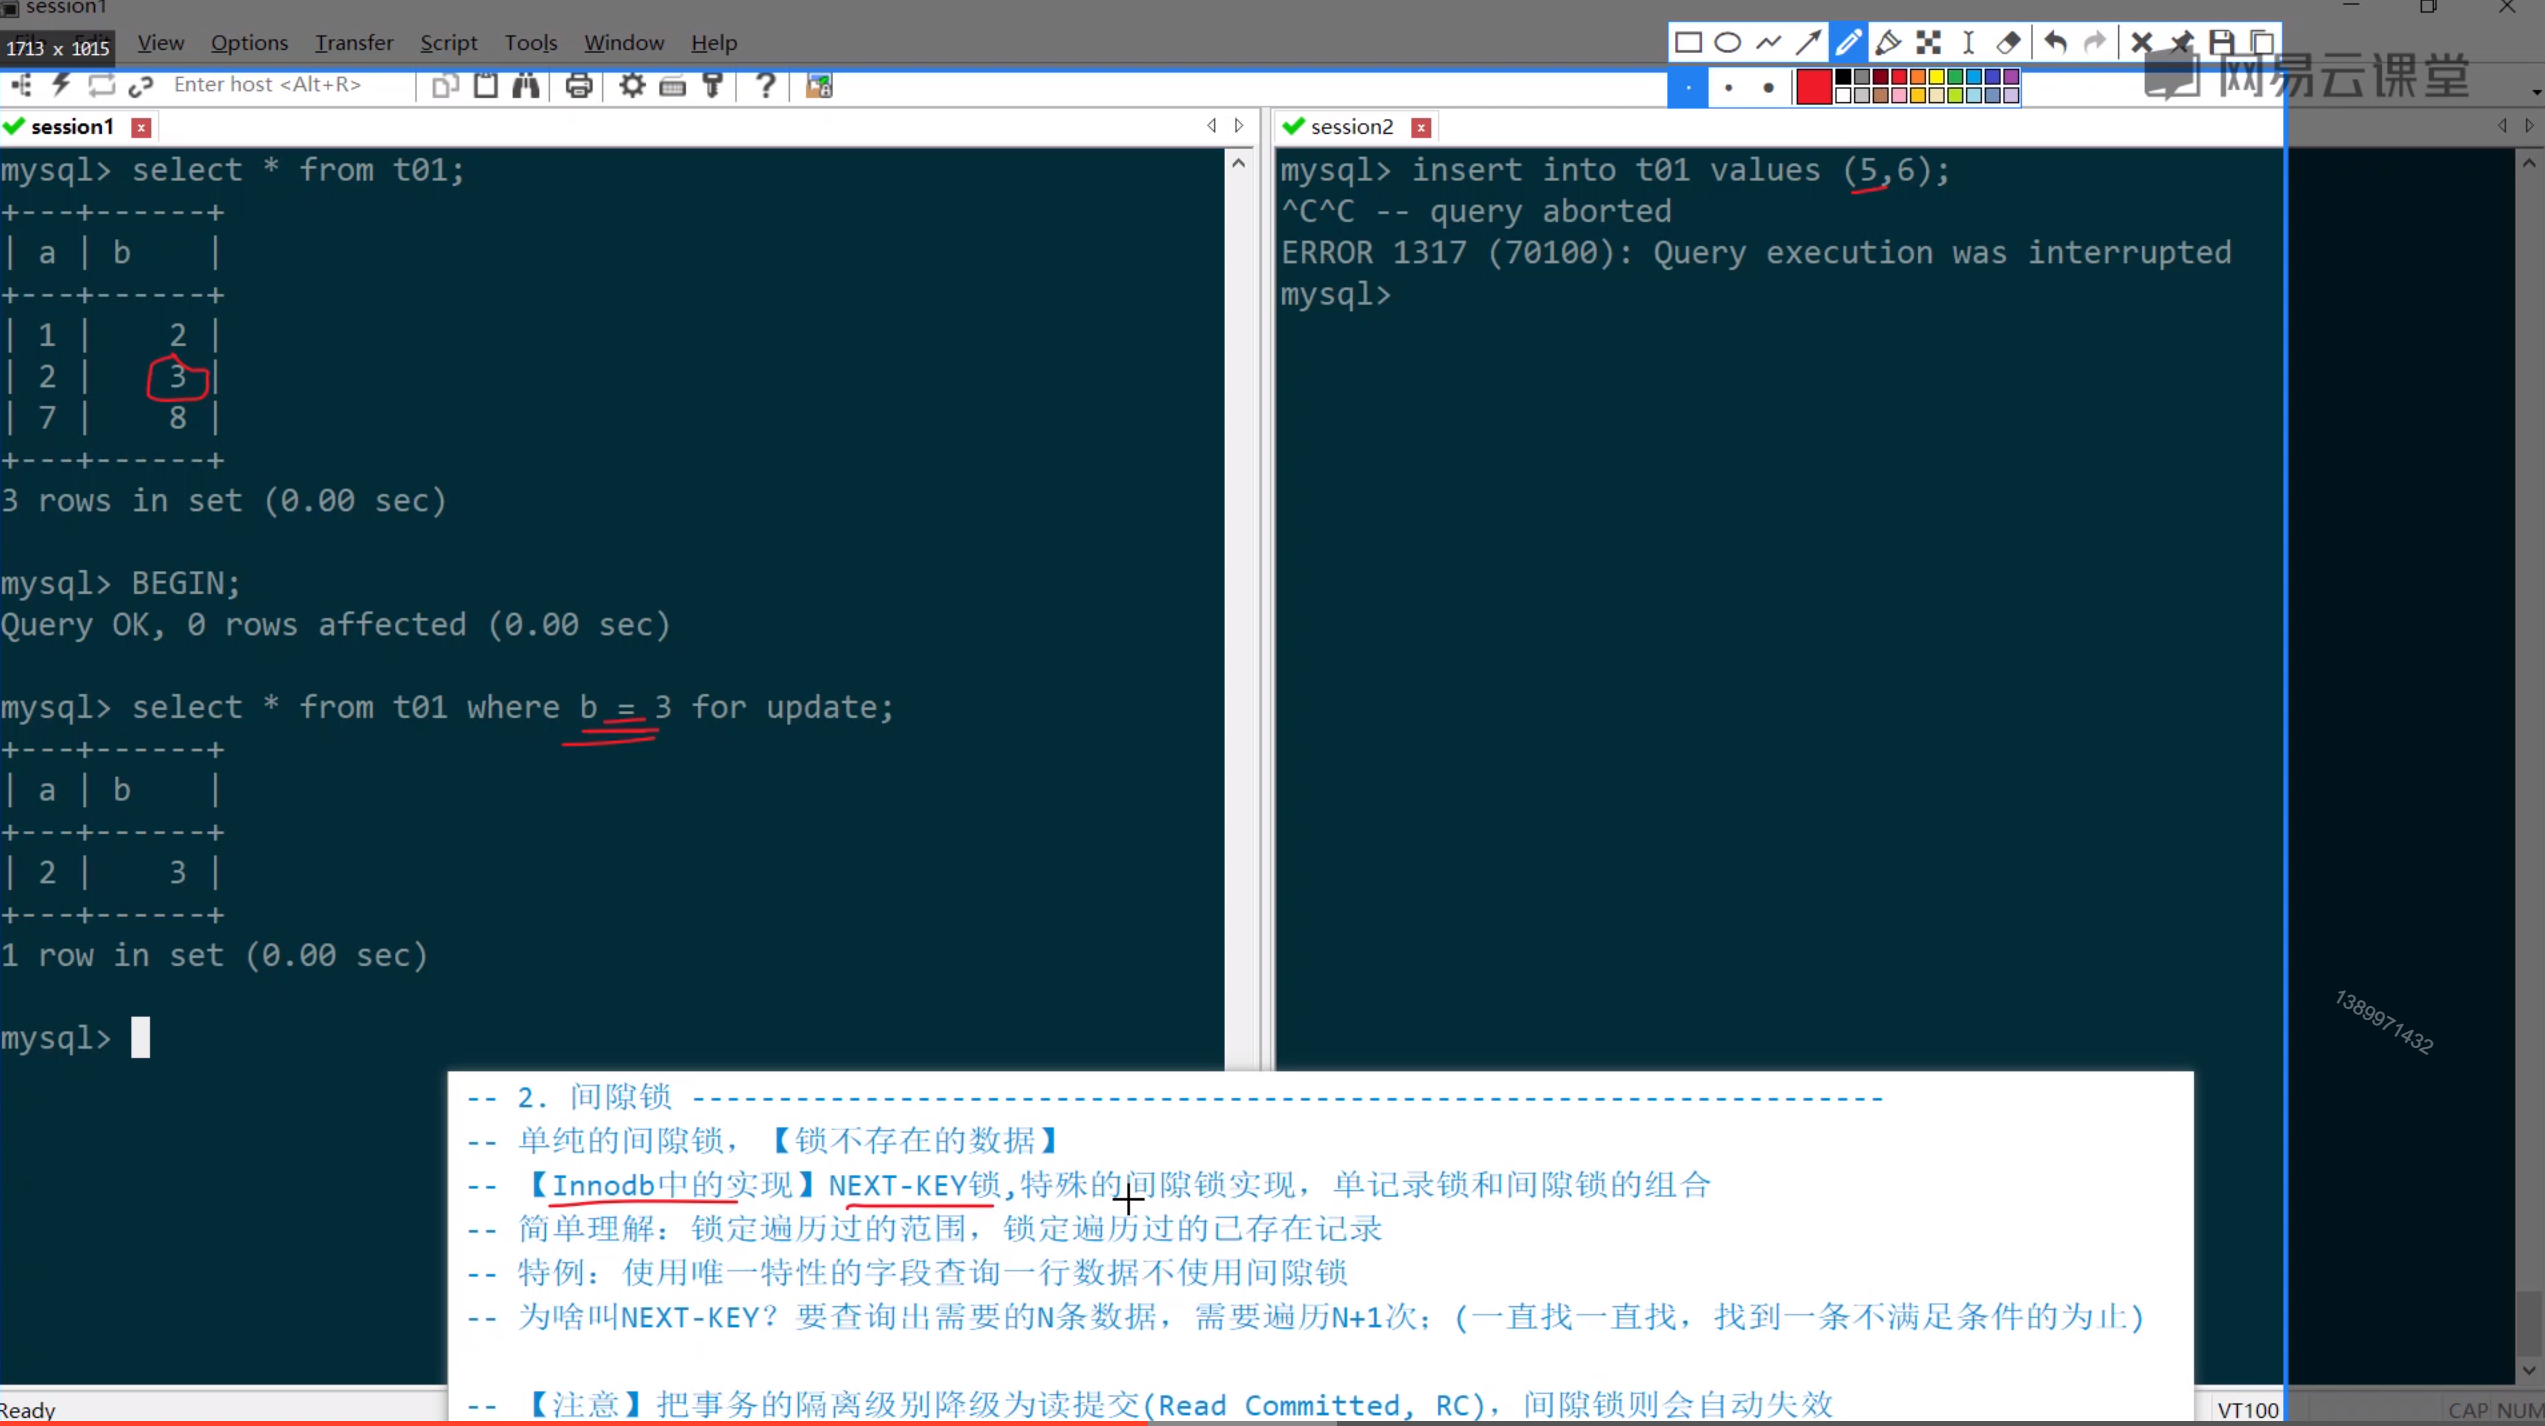 session1
1713 x 1015
View Options Transfer Script Tools Window Help
网易云课堂
Enter host <Alt+R>
session1
session2
mysql> select * from t01;
+---+------+
| a | b    |
+---+------+
| 1 |    2 |
| 2 |    3 |
| 7 |    8 |
+---+------+
3 rows in set (0.00 sec)
mysql> BEGIN;
Query OK, 0 rows affected (0.00 sec)
mysql> select * from t01 where b = 3 for update;
+---+------+
| a | b    |
+---+------+
| 2 |    3 |
+---+------+
1 row in set (0.00 sec)
mysql>
mysql> insert into t01 values (5,6);
^C^C -- query aborted
ERROR 1317 (70100): Query execution was interrupted
mysql>
13899971432
-- 2. 间隙锁 ---------------------------------------------------------------------
-- 单纯的间隙锁，【锁不存在的数据】
-- 【Innodb中的实现】NEXT-KEY锁,特殊的间隙锁实现，单记录锁和间隙锁的组合
-- 简单理解：锁定遍历过的范围，锁定遍历过的已存在记录
-- 特例：使用唯一特性的字段查询一行数据不使用间隙锁
-- 为啥叫NEXT-KEY？要查询出需要的N条数据，需要遍历N+1次；(一直找一直找，找到一条不满足条件的为止)
-- 【注意】把事务的隔离级别降级为读提交(Read Committed, RC)，间隙锁则会自动失效
Ready
VT100
CAP NUM